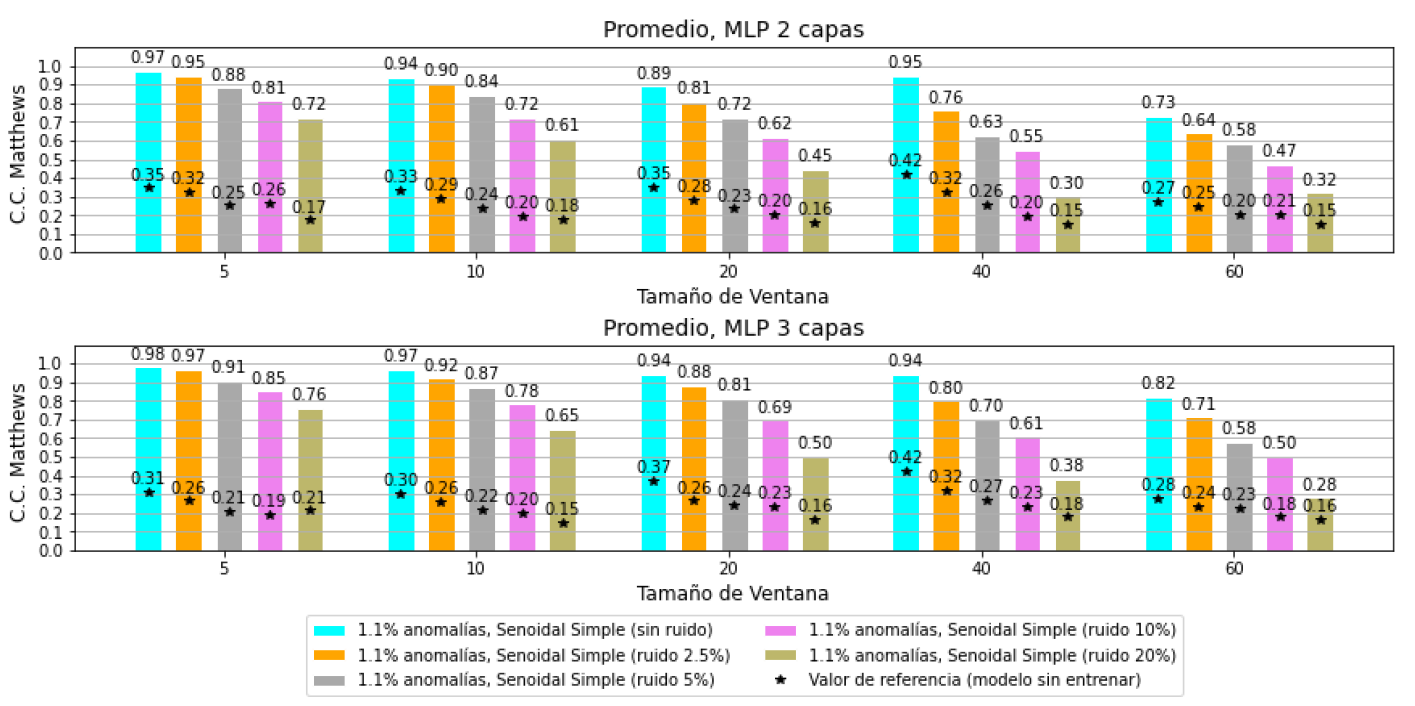 Promedio, MLP 2 capas
C.C. Matthews
1.0
0.9
0.8
0.7
0.6
0.5
0.4
0.3
0.2
0.1
0.0
0.97 0.95 0.88 0.81 0.72
0.35 0.32 0.25 0.26 0.17
0.94 0.90 0.84 0.72 0.61
0.33 0.29 0.24 0.20 0.18
0.89 0.81 0.72 0.62 0.45
0.35 0.28 0.23 0.20 0.16
0.95 0.76 0.63 0.55 0.30
0.42 0.32 0.26 0.20 0.15
0.73 0.64 0.58 0.47 0.32
0.27 0.25 0.20 0.21 0.15
5 10 20 40 60
Tamaño de Ventana
Promedio, MLP 3 capas
C.C. Matthews
1.0
0.9
0.8
0.7
0.6
0.5
0.4
0.3
0.2
0.1
0.0
0.98 0.97 0.91 0.85 0.76
0.31 0.26 0.21 0.19 0.21
0.97 0.92 0.87 0.78 0.65
0.30 0.26 0.22 0.20 0.15
0.94 0.88 0.81 0.69 0.50
0.37 0.26 0.24 0.23 0.16
0.94 0.80 0.70 0.61 0.38
0.42 0.32 0.27 0.23 0.18
0.82 0.71 0.58 0.50 0.28
0.28 0.24 0.23 0.18 0.16
5 10 20 40 60
Tamaño de Ventana
1.1% anomalías, Senoidal Simple (sin ruido)
1.1% anomalías, Senoidal Simple (ruido 2.5%)
1.1% anomalías, Senoidal Simple (ruido 5%)
1.1% anomalías, Senoidal Simple (ruido 10%)
1.1% anomalías, Senoidal Simple (ruido 20%)
Valor de referencia (modelo sin entrenar)